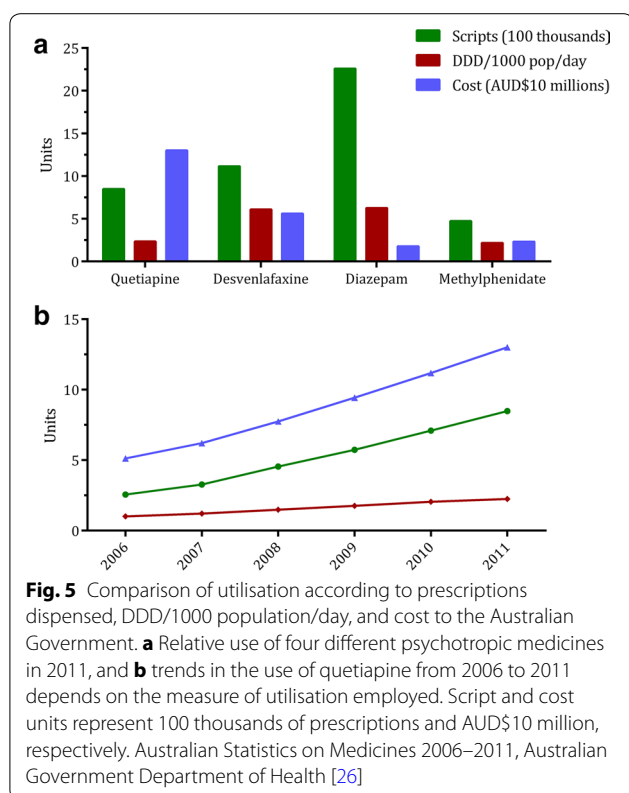 a
Scripts (100 thousands)
DDD/1000 pop/day
Cost (AUD$10 millions)
25
20
15
10
5
0
Units
Quetiapine Desvenlafaxine Diazepam Methylphenidate
b
15
10
5
0
Units
2006 2007 2008 2009 2010 2011
Fig. 5 Comparison of utilisation according to prescriptions
dispensed, DDD/1000 population/day, and cost to the Australian
Government. a Relative use of four different psychotropic medicines
in 2011, and b trends in the use of quetiapine from 2006 to 2011
depends on the measure of utilisation employed. Script and cost
units represent 100 thousands of prescriptions and AUD$10 million,
respectively. Australian Statistics on Medicines 2006–2011, Australian
Government Department of Health [26]